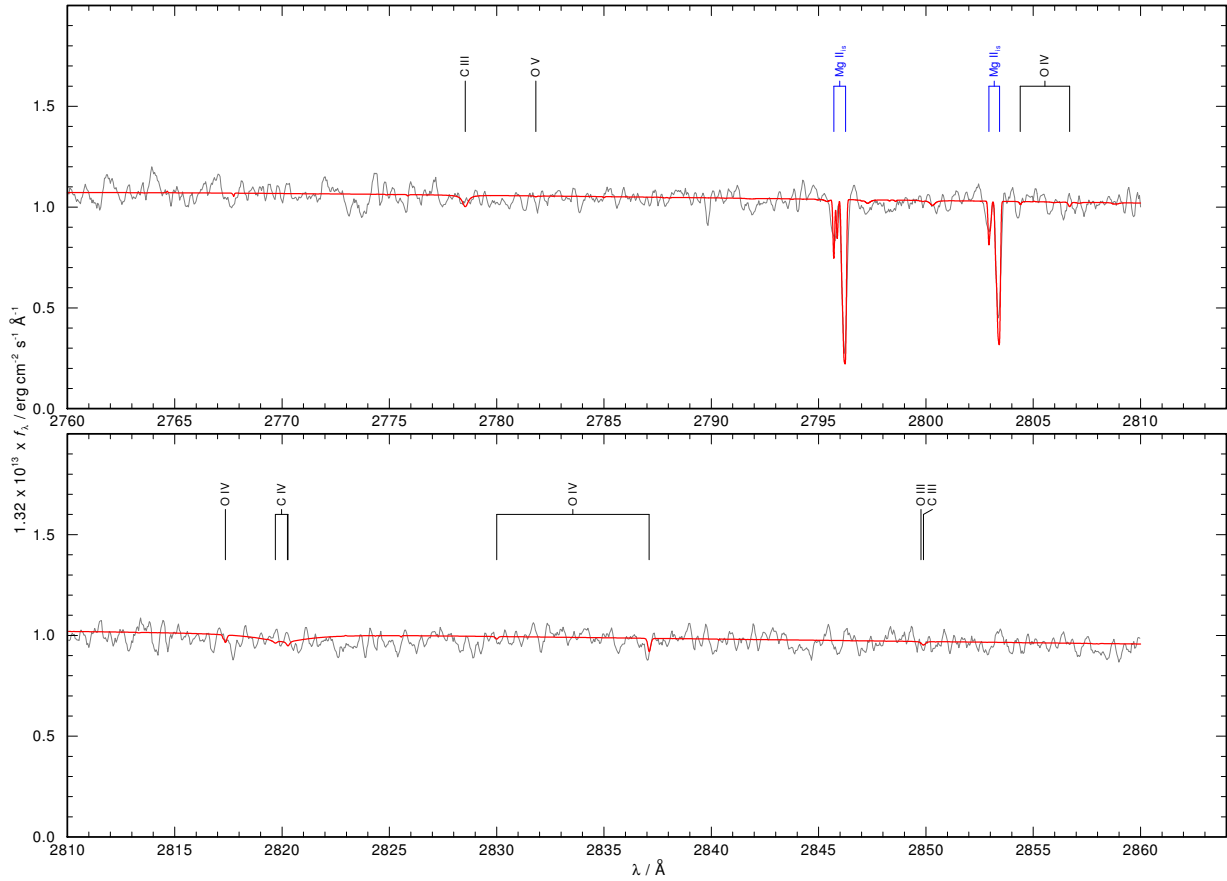 C III
O V
Mg II_is
Mg II_is
O IV
1.5
1.0
0.5
0.0
2760 2765 2770 2775 2780 2785 2790 2795 2800 2805 2810
1.32 x 10¹³ x f_λ / erg cm⁻² s⁻¹ Å⁻¹
O IV
C IV
O IV
O III
C III
1.5
1.0
0.5
0.0
2810 2815 2820 2825 2830 2835 2840 2845 2850 2855 2860
λ / Å